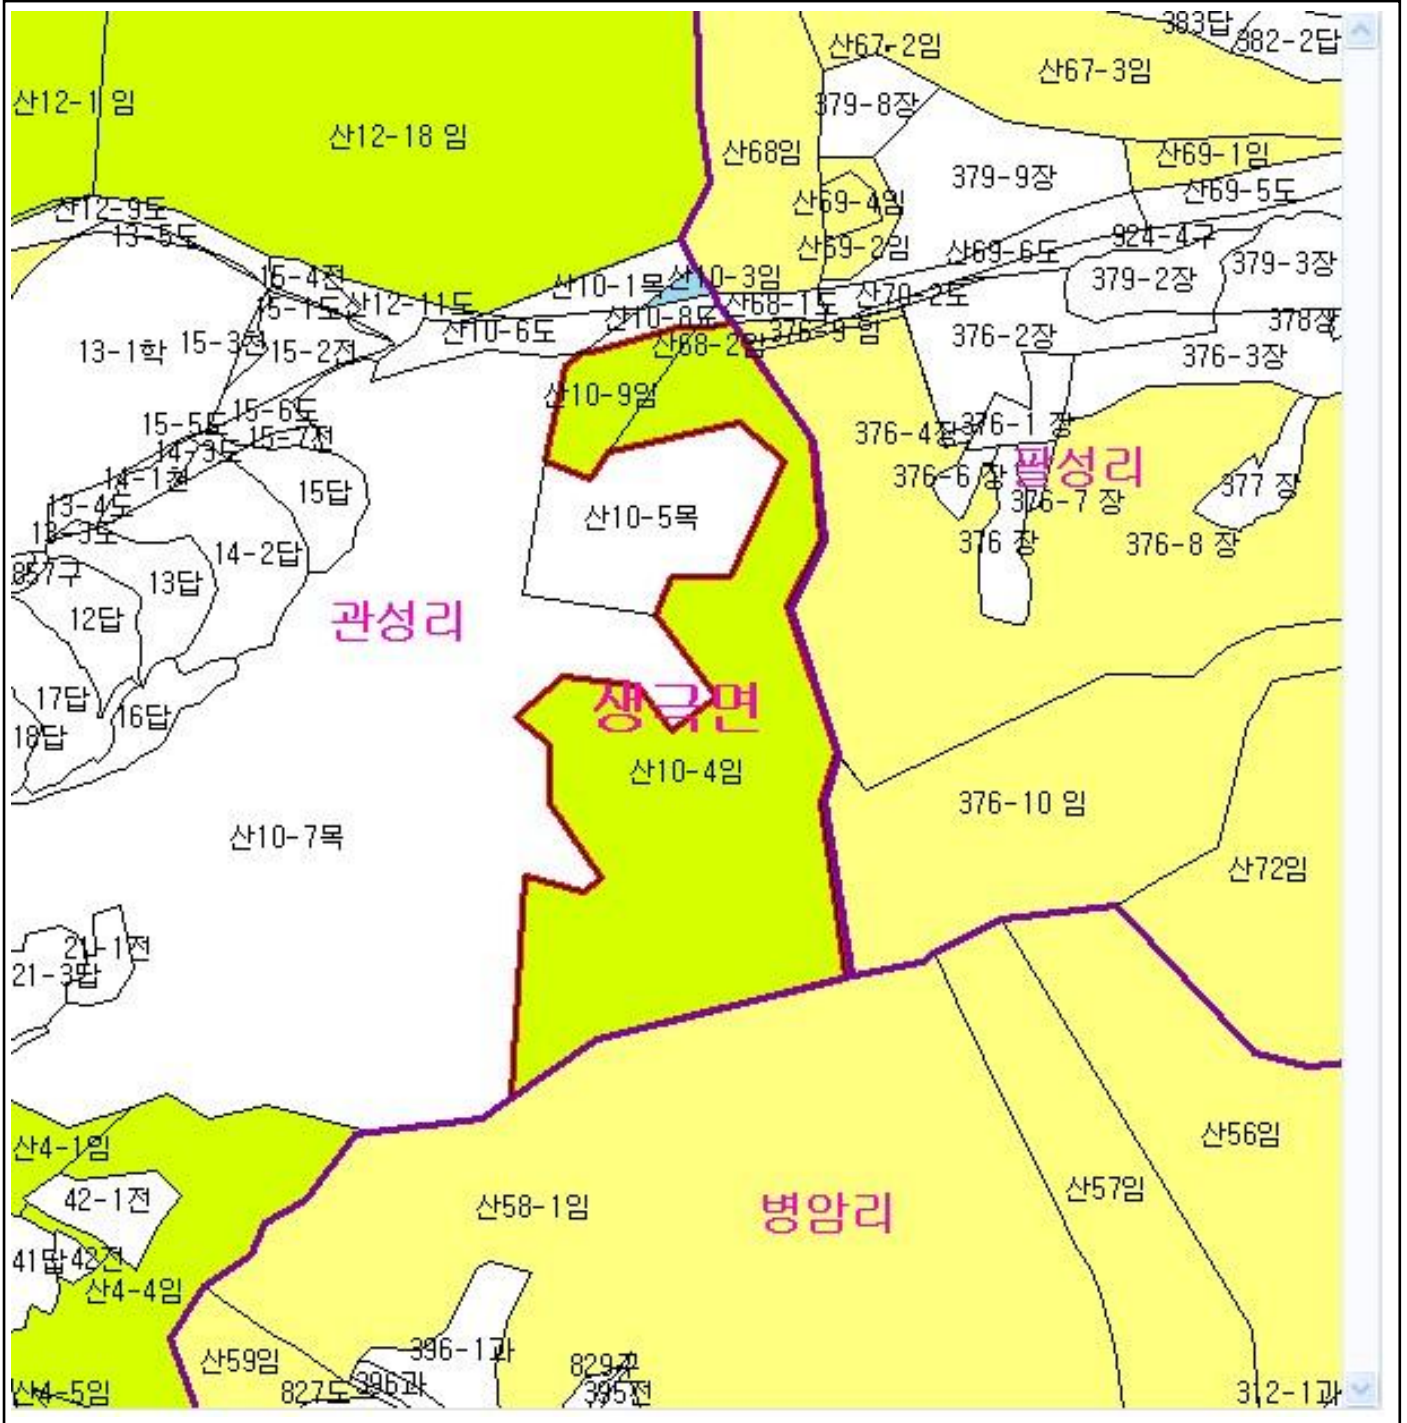 383답
382-2답
산67-2임
산67-3임
산12-1 임
379-8장
산12-18 임
산68임
산69-1임
379-9장
산69-5도
산69-4임
산12-9도
13-5도
924-4구
산69-2임
산69-6도
379-3장
15-4전
산10-1목
산10-3임
379-2장
산70-2도
15-1도
산12-11도
산68-1도
산10-8도
378장
산10-6도
376-9 임
376-2장
13-1학
15-3전
15-2전
산68-2임
376-3장
산10-9임
15-6도
15-5도
376-1 장
376-4장
15-7전
14-3도
팔성리
14-1천
376-6 장
377 장
15답
13-4도
376-7 장
산10-5목
13-3도
376 장
376-8 장
14-2답
857구
13답
12답
관성리
17답
생극면
16답
18답
산10-4임
376-10 임
산10-7목
산72임
21-1전
21-3답
산56임
산4-1임
산57임
42-1전
산58-1임
병암리
41답
42전
산4-4임
396-1과
산59임
829구
396과
산4-5임
827도
395전
312-1과